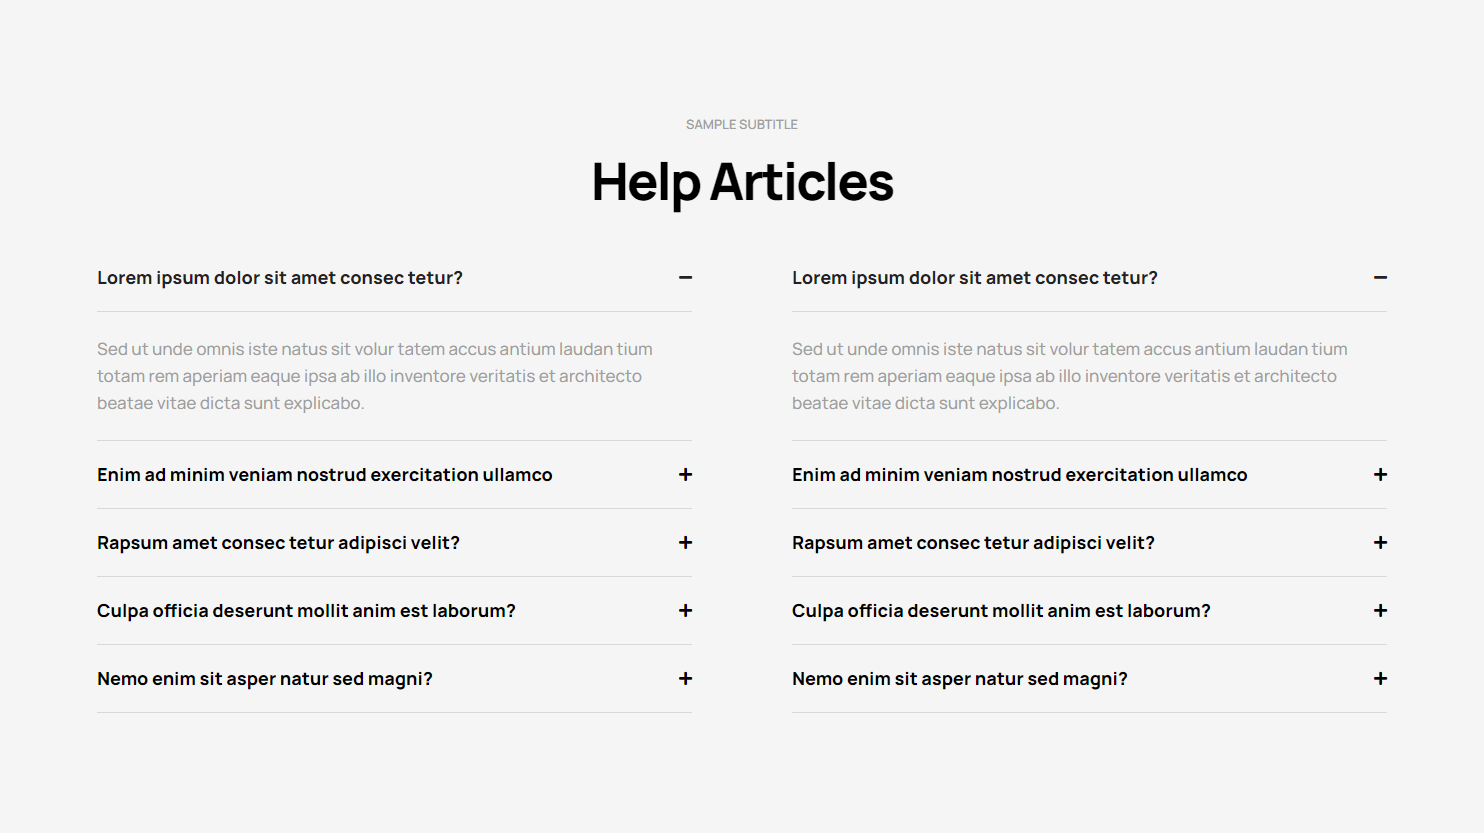 SAMPLE SUBTITLE
Help Articles
Lorem ipsum dolor sit amet consec tetur?
Sed ut unde omnis iste natus sit volur tatem accus antium laudan tium
totam rem aperiam eaque ipsa ab illo inventore veritatis et architecto
beatae vitae dicta sunt explicabo.
Enim ad minim veniam nostrud exercitation ullamco
Rapsum amet consec tetur adipisci velit?
Culpa officia deserunt mollit anim est laborum?
Nemo enim sit asper natur sed magni?
Lorem ipsum dolor sit amet consec tetur?
Sed ut unde omnis iste natus sit volur tatem accus antium laudan tium
totam rem aperiam eaque ipsa ab illo inventore veritatis et architecto
beatae vitae dicta sunt explicabo.
Enim ad minim veniam nostrud exercitation ullamco
Rapsum amet consec tetur adipisci velit?
Culpa officia deserunt mollit anim est laborum?
Nemo enim sit asper natur sed magni?